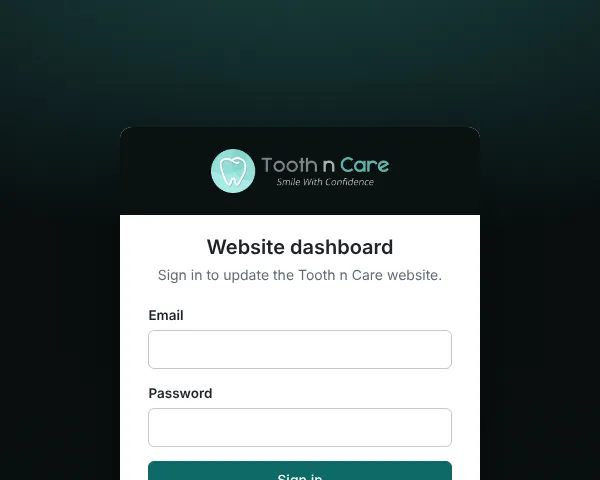 Tooth n Care
Smile With Confidence
Website dashboard
Sign in to update the Tooth n Care website.
Email
Password
Sign in